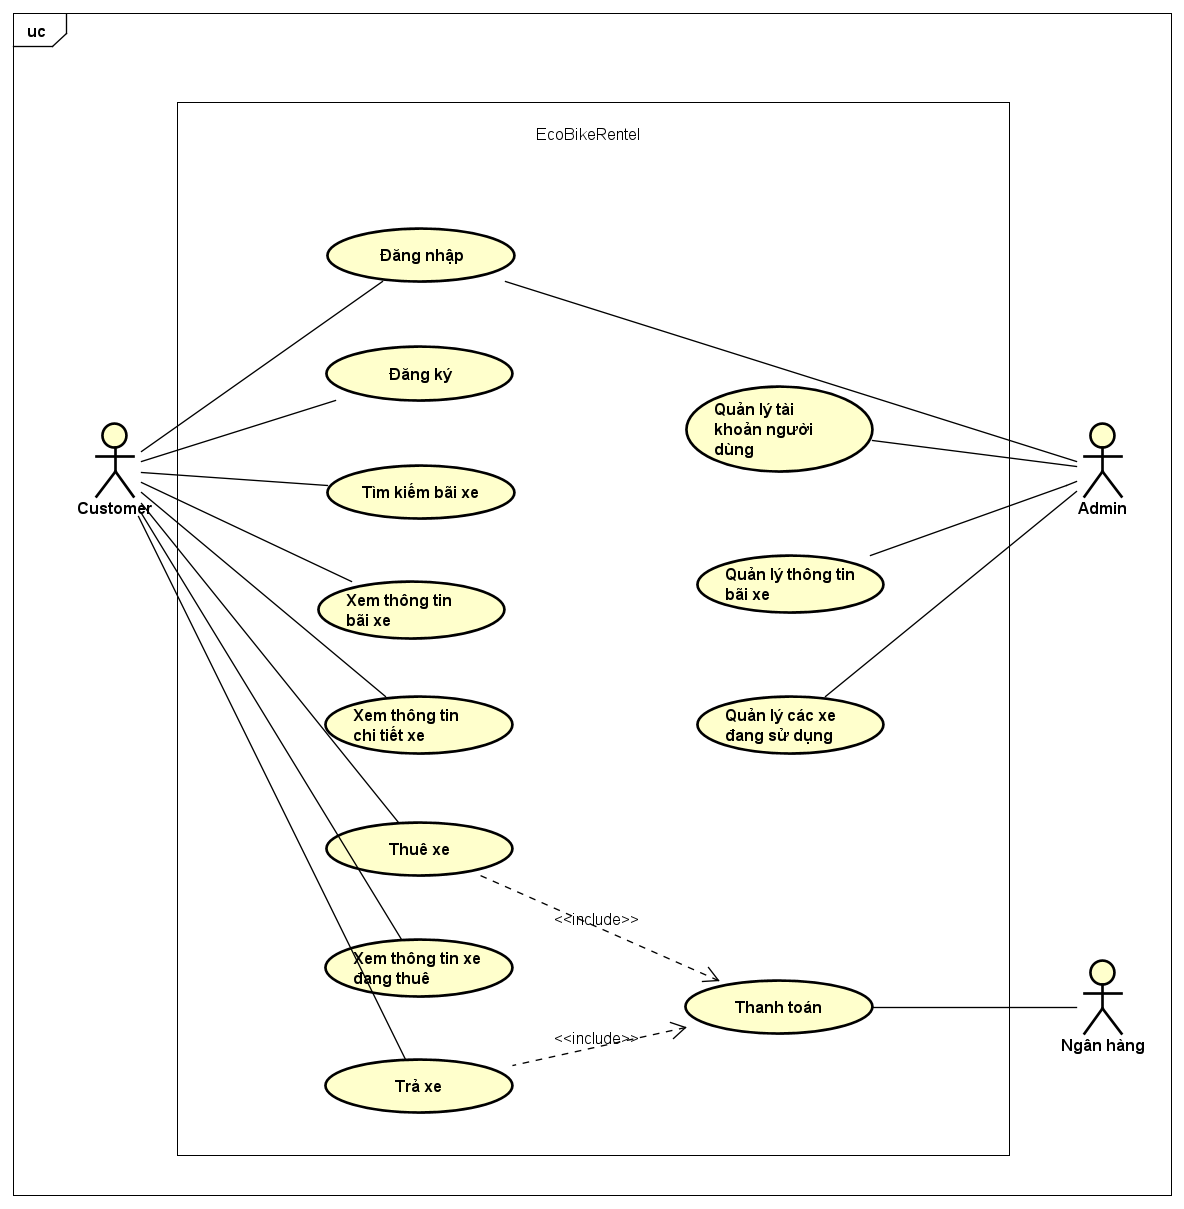 uc
EcoBikeRentel
Đăng nhập
Đăng ký
Tìm kiếm bãi xe
Xem thông tin
bãi xe
Xem thông tin
chi tiết xe
Thuê xe
Xem thông tin xe
đang thuê
Trả xe
Customer
Quản lý tài
khoản người
dùng
Quản lý thông tin
bãi xe
Quản lý các xe
đang sử dụng
Admin
<<include>>
<<include>>
Thanh toán
Ngân hàng